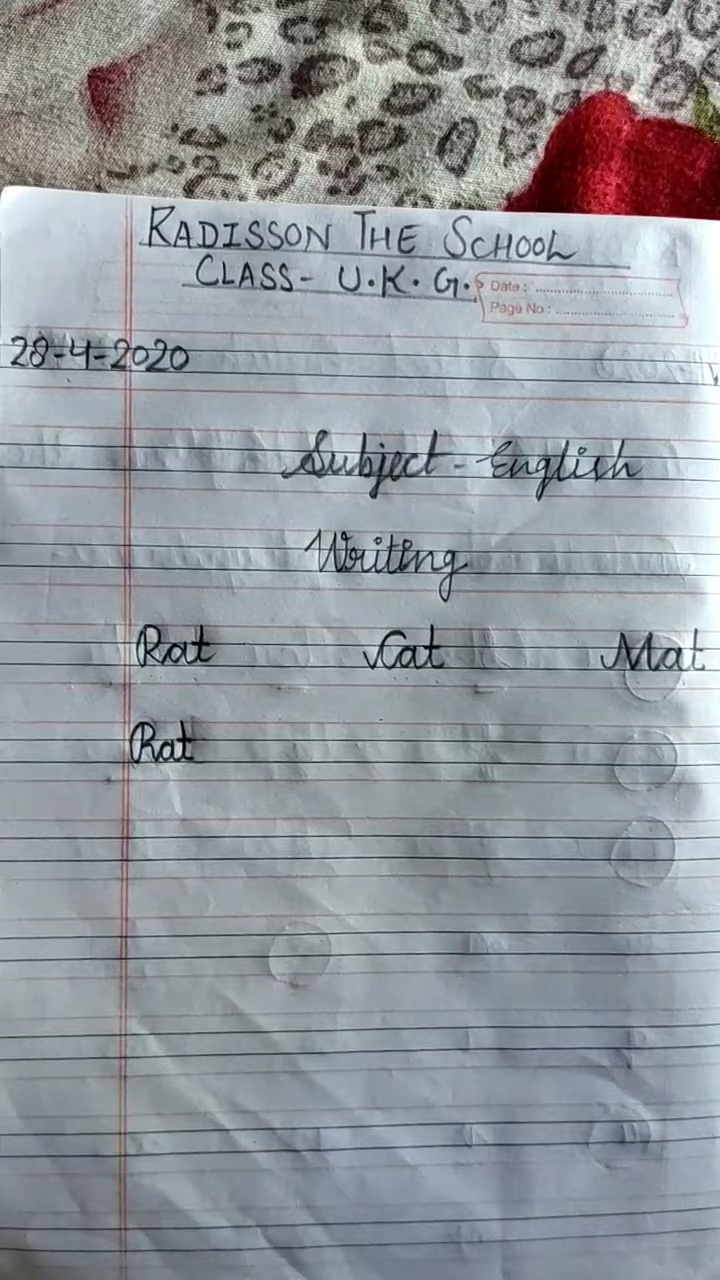 RADISSON THE SCHOOL
CLASS- U.K.G.
Date : ..........................
Page No : ......................
28-4-2020
Subject - English
Writing
Rat Cat Mat
Rat